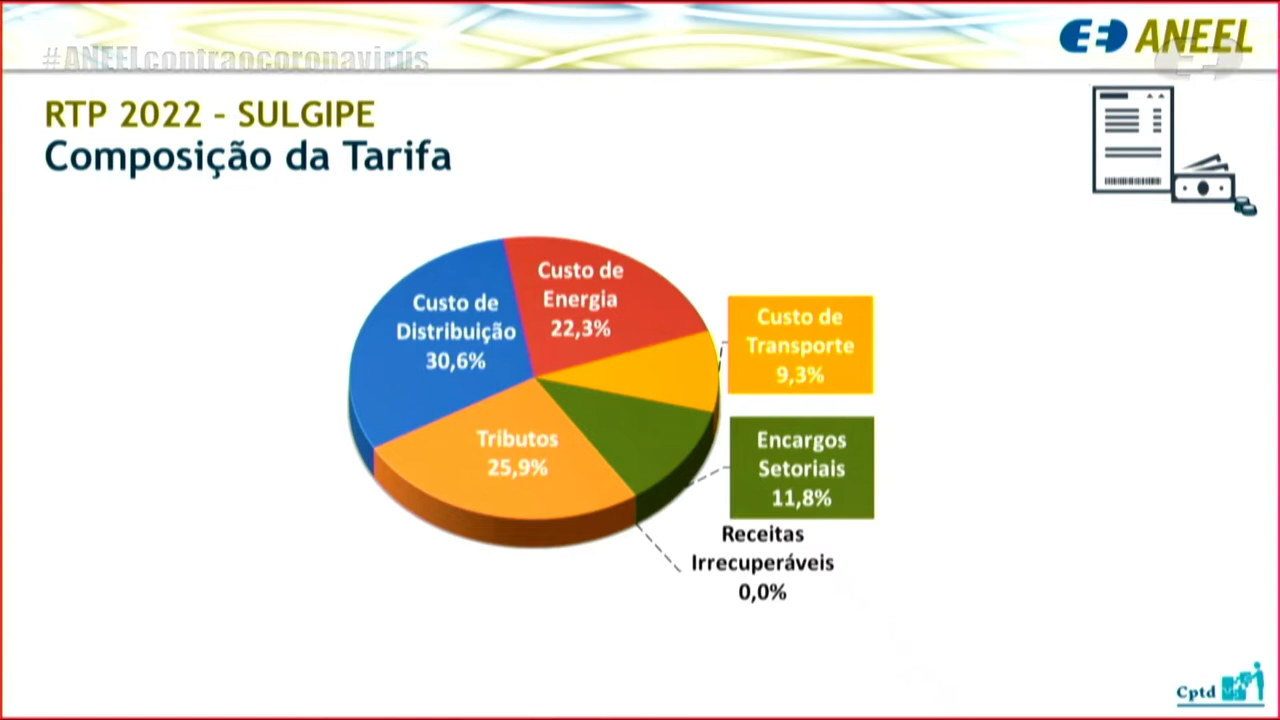 #ANEELcontraocoronavirus
ANEEL
RTP 2022 - SULGIPE
Composição da Tarifa
Custo de
Energia
22,3%
Custo de
Distribuição
30,6%
Custo de
Transporte
9,3%
Tributos
25,9%
Encargos
Setoriais
11,8%
Receitas
Irrecuperáveis
0,0%
Cptd